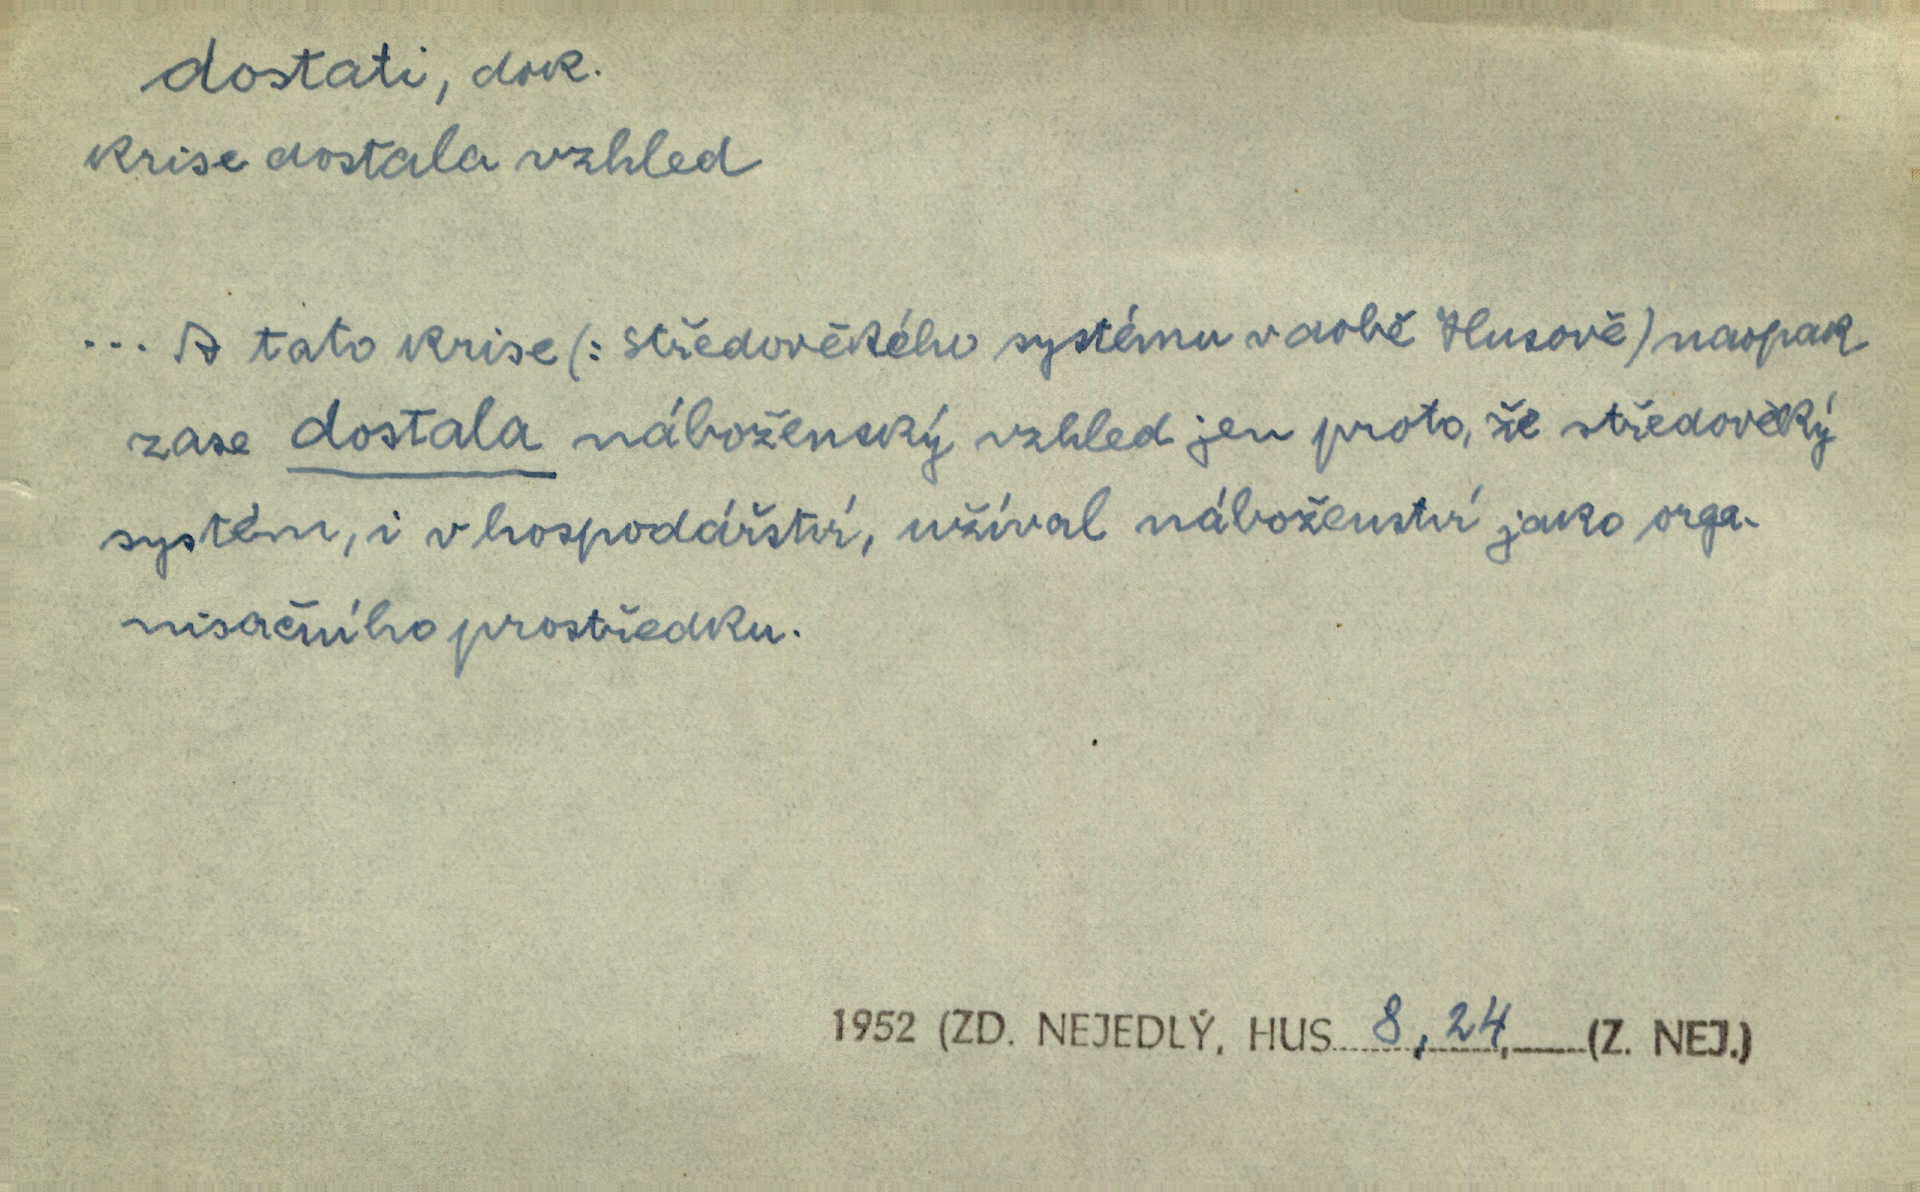 dostati, dok.
krise dostala vzhled
... A tato krise (: středověkého systému v době Husově) naopak
zase dostala náboženský vzhled jen proto, že středověký
systém, i v hospodářství, užíval náboženství jako orga-
nisačního prostředku.
1952 (ZD. NEJEDLÝ, HUS 8, 24, (Z. NEJ.)